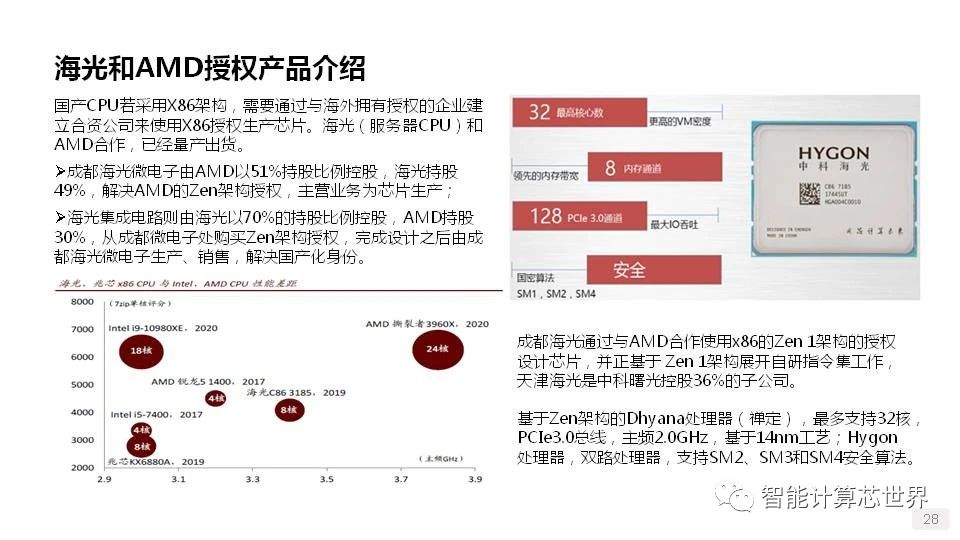 海光和AMD授权产品介绍
国产CPU若采用X86架构，需要通过与海外拥有授权的企业建
立合资公司来使用X86授权生产芯片。海光（服务器CPU）和
AMD合作，已经量产出货。
➢成都海光微电子由AMD以51%持股比例控股，海光持股
49%，解决AMD的Zen架构授权，主营业务为芯片生产；
➢海光集成电路则由海光以70%的持股比例控股，AMD持股
30%，从成都微电子处购买Zen架构授权，完成设计之后由成
都海光微电子生产、销售，解决国产化身份。
海光、兆芯 x86 CPU 与 Intel、AMD CPU 性能差距
8000
（7zip单核评分）
7000
6000
5000
4000
3000
2000
Intel i9-10980XE，2020
18核
AMD 撕裂者3960X，2020
24核
AMD 锐龙5 1400，2017
4核
海光C86 3185，2019
8核
Intel i5-7400，2017
4核
8核
兆芯KX6880A，2019
（主频GHz）
2.9
3.1
3.3
3.5
3.7
3.9
32 最高核心数
更高的VM密度
领先的内存带宽
8 内存通道
128 PCIe 3.0通道
最大IO吞吐
安全
国密算法
SM1，SM2，SM4
HYGON
中科海光
C86 7185
17445UT
HGA004C0010
DESIGNED IN CHENGDU
MADE IN CHINA
成都海光通过与AMD合作使用x86的Zen 1架构的授权
设计芯片，并正基于 Zen 1架构展开自研指令集工作，
天津海光是中科曙光控股36%的子公司。
基于Zen架构的Dhyana处理器（禅定），最多支持32核，
PCIe3.0总线，主频2.0GHz，基于14nm工艺；Hygon
处理器，双路处理器，支持SM2、SM3和SM4安全算法。
智能计算芯世界
28